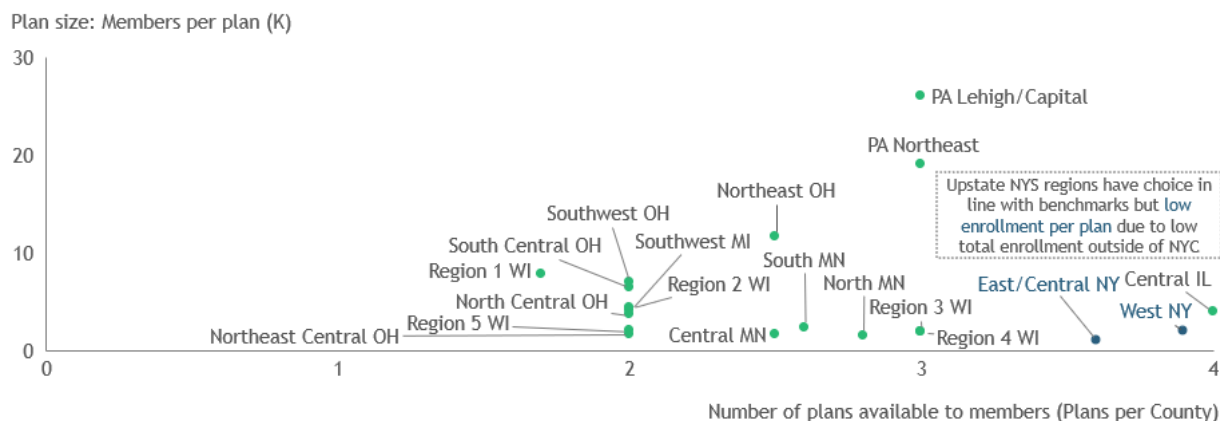 Plan size: Members per plan (K)
30
PA Lehigh/Capital
20
PA Northeast
Upstate NYS regions have choice in
line with benchmarks but low
enrollment per plan due to low
total enrollment outside of NYC
Northeast OH
Southwest OH
Southwest MI
South Central OH
10
South MN
Region 1 WI
Region 2 WI
North MN
East/Central NY
Central IL
North Central OH
Region 3 WI
West NY
Region 5 WI
Northeast Central OH
Central MN
Region 4 WI
0
0
1
2
3
4
Number of plans available to members (Plans per County)